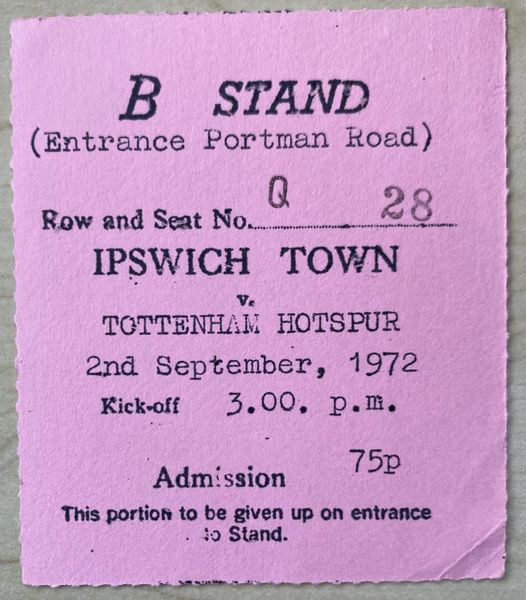 B STAND
(Entrance Portman Road)
Row and Seat No. Q 28
IPSWICH TOWN
v.
TOTTENHAM HOTSPUR
2nd September, 1972
Kick-off 3.00. p.m.
Admission 75p
This portion to be given up on entrance
to Stand.